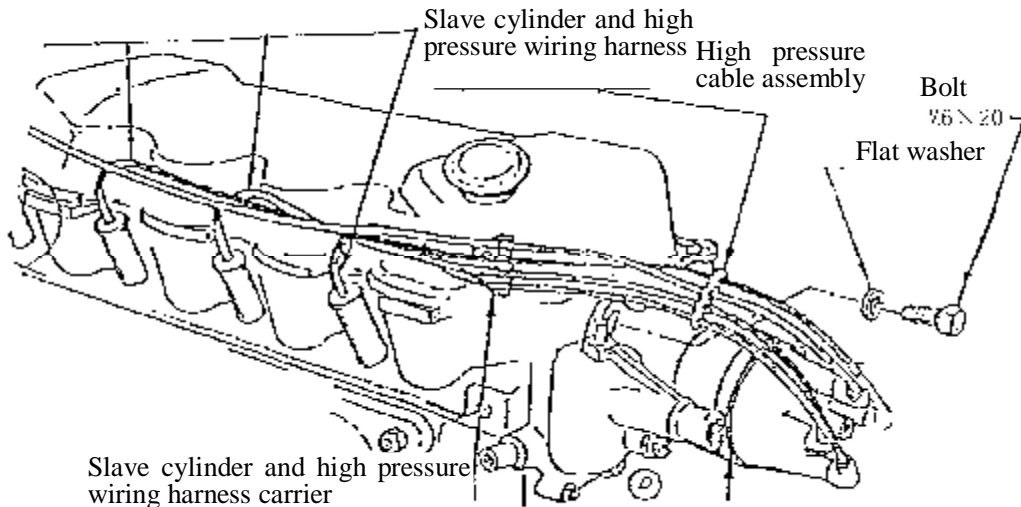 Slave cylinder and high
pressure wiring harness
High pressure
cable assembly
Bolt
Flat washer
Slave cylinder and high pressure
wiring harness carrier